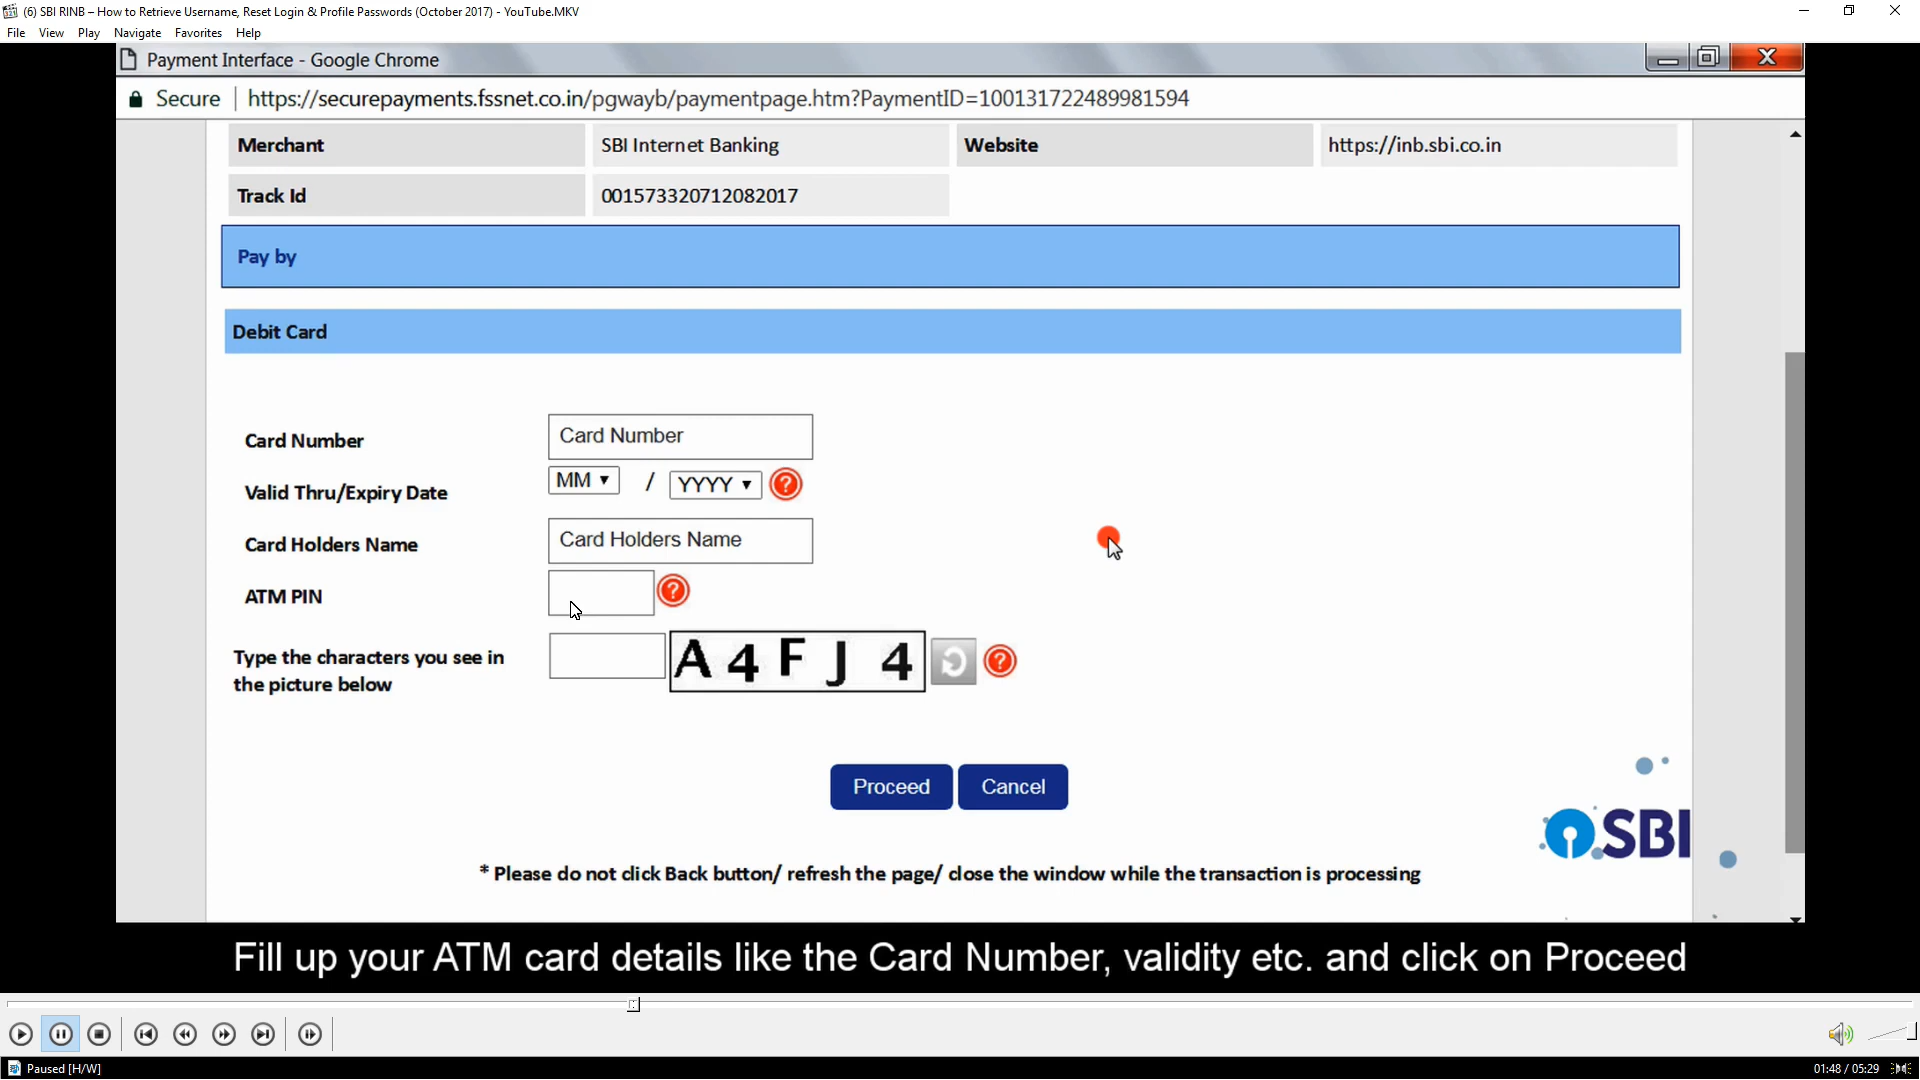 (6) SBI RINB – How to Retrieve Username, Reset Login & Profile Passwords (October 2017) - YouTube.MKV
File View Play Navigate Favorites Help
Payment Interface - Google Chrome
Secure https://securepayments.fssnet.co.in/pgwayb/paymentpage.htm?PaymentID=100131722489981594
Merchant SBI Internet Banking Website https://inb.sbi.co.in
Track Id 001573320712082017
Pay by
Debit Card
Card Number Card Number
Valid Thru/Expiry Date MM / YYYY ?
Card Holders Name Card Holders Name
ATM PIN ?
Type the characters you see in A 4 F J 4 ?
the picture below
Proceed Cancel
SBI
* Please do not click Back button/ refresh the page/ close the window while the transaction is processing
Fill up your ATM card details like the Card Number, validity etc. and click on Proceed
Paused [H/W] 01:48 / 05:29